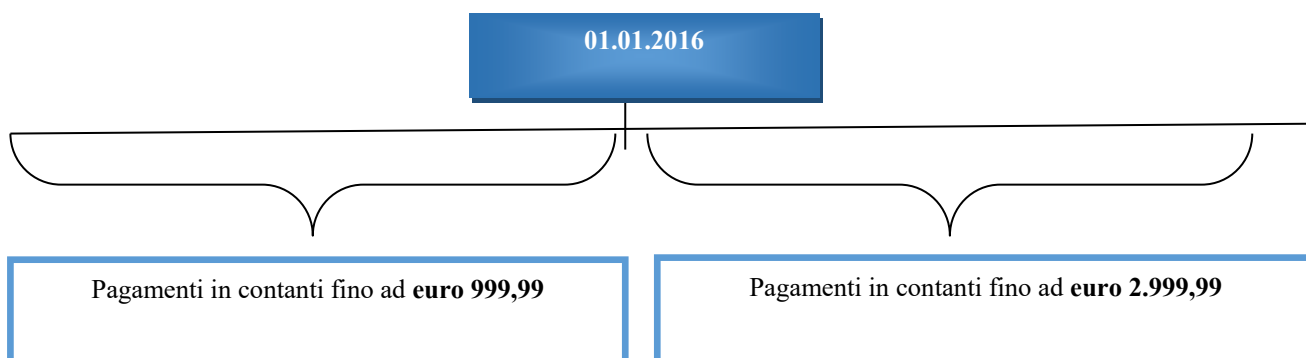 01.01.2016
Pagamenti in contanti fino ad euro 999,99
Pagamenti in contanti fino ad euro 2.999,99